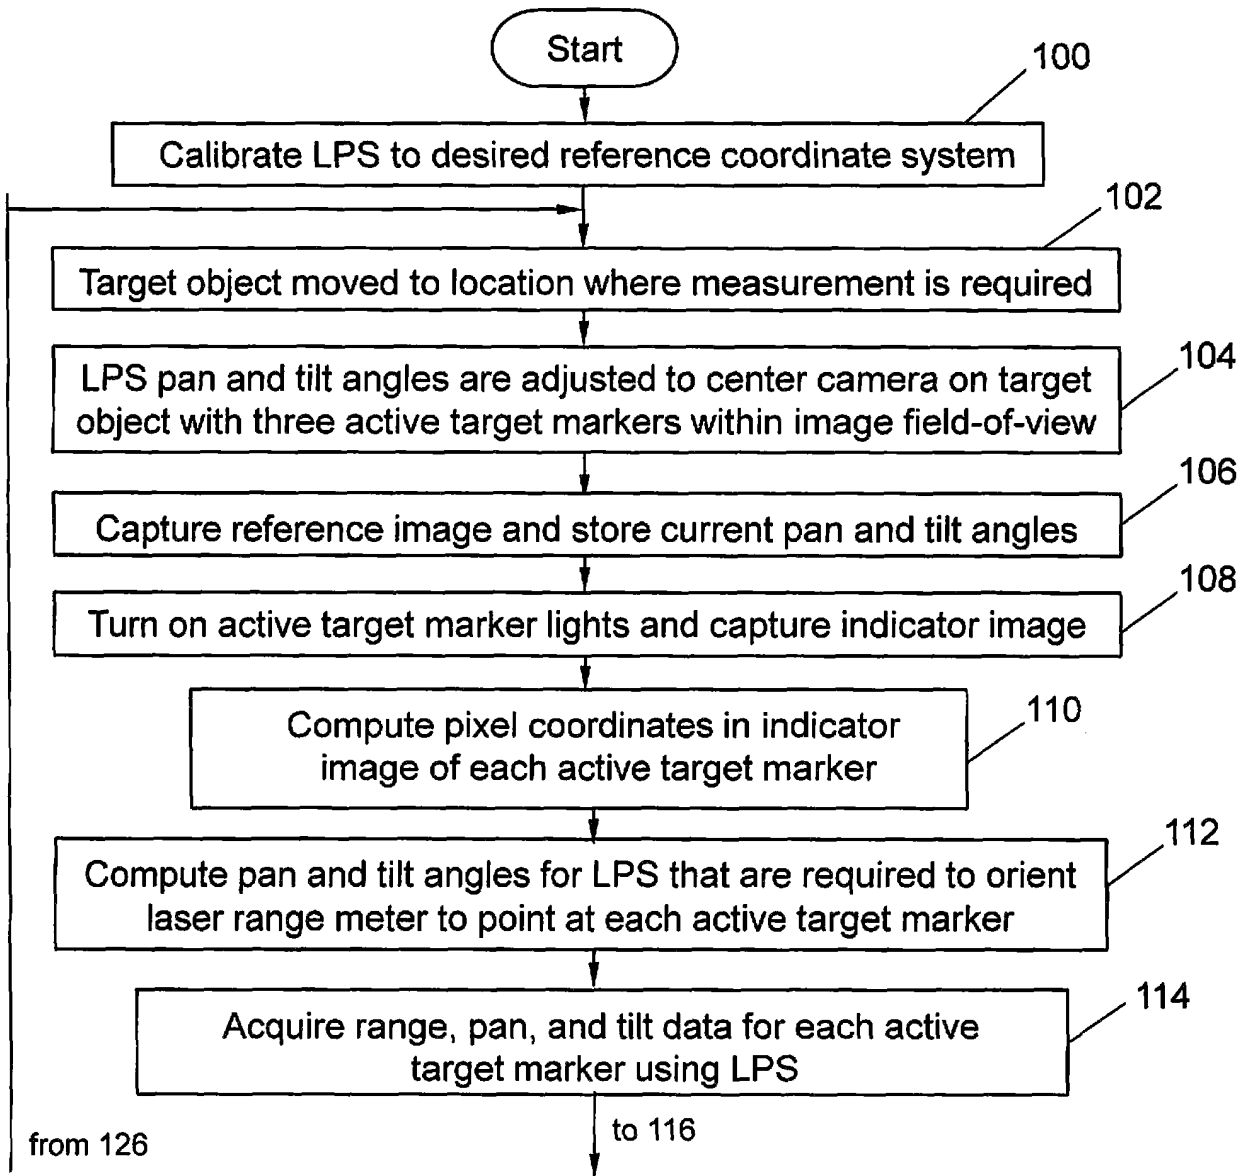 Start
100
Calibrate LPS to desired reference coordinate system
102
Target object moved to location where measurement is required
104
LPS pan and tilt angles are adjusted to center camera on target
object with three active target markers within image field-of-view
106
Capture reference image and store current pan and tilt angles
108
Turn on active target marker lights and capture indicator image
110
Compute pixel coordinates in indicator
image of each active target marker
112
Compute pan and tilt angles for LPS that are required to orient
laser range meter to point at each active target marker
114
Acquire range, pan, and tilt data for each active
target marker using LPS
from 126
to 116